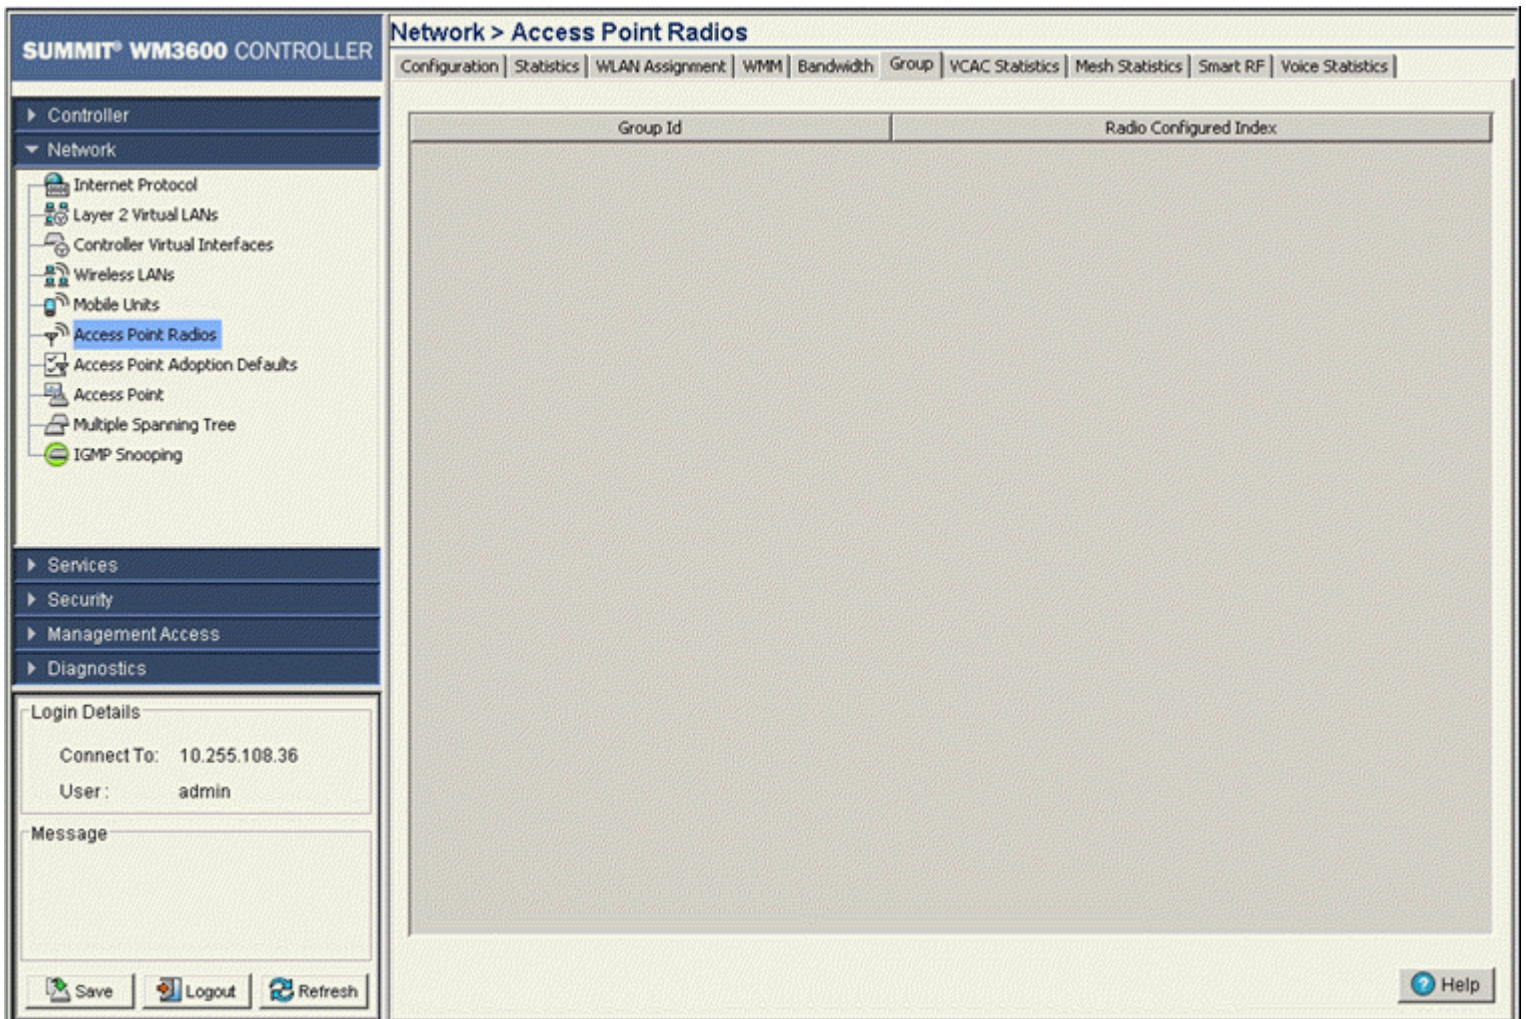 SUMMIT® WM3600 CONTROLLER
Network > Access Point Radios
Configuration Statistics WLAN Assignment WMM Bandwidth Group VCAC Statistics Mesh Statistics Smart RF Voice Statistics
Controller
Network
Internet Protocol
Layer 2 Virtual LANs
Controller Virtual Interfaces
Wireless LANs
Mobile Units
Access Point Radios
Access Point Adoption Defaults
Access Point
Multiple Spanning Tree
IGMP Snooping
Services
Security
Management Access
Diagnostics
Login Details
Connect To: 10.255.108.36
User : admin
Message
Save Logout Refresh
Group Id Radio Configured Index
Help